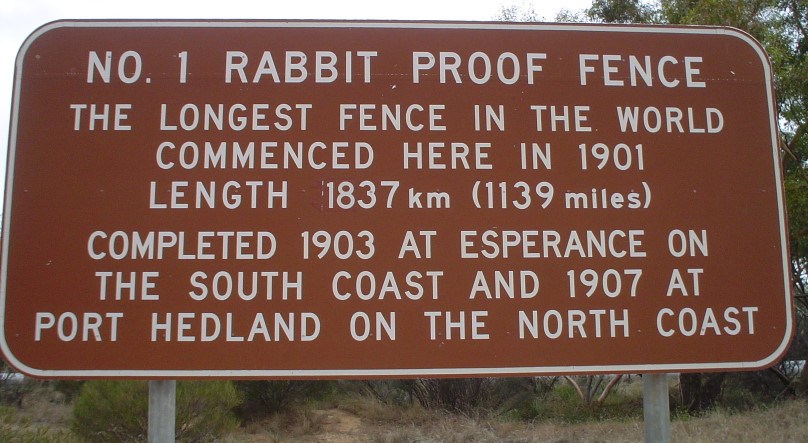 NO. 1 RABBIT PROOF FENCE
THE LONGEST FENCE IN THE WORLD
COMMENCED HERE IN 1901
LENGTH 1837 km (1139 miles)
COMPLETED 1903 AT ESPERANCE ON
THE SOUTH COAST AND 1907 AT
PORT HEDLAND ON THE NORTH COAST